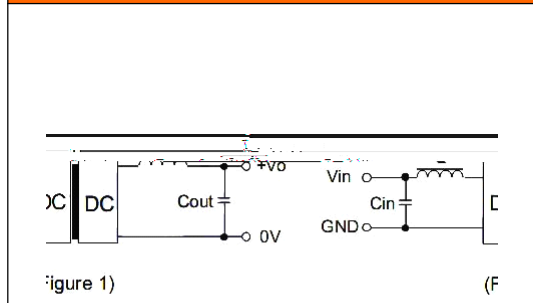 +Vo
Vin
DC DC
Cout
Cin
GND
0V
igure 1)
(F